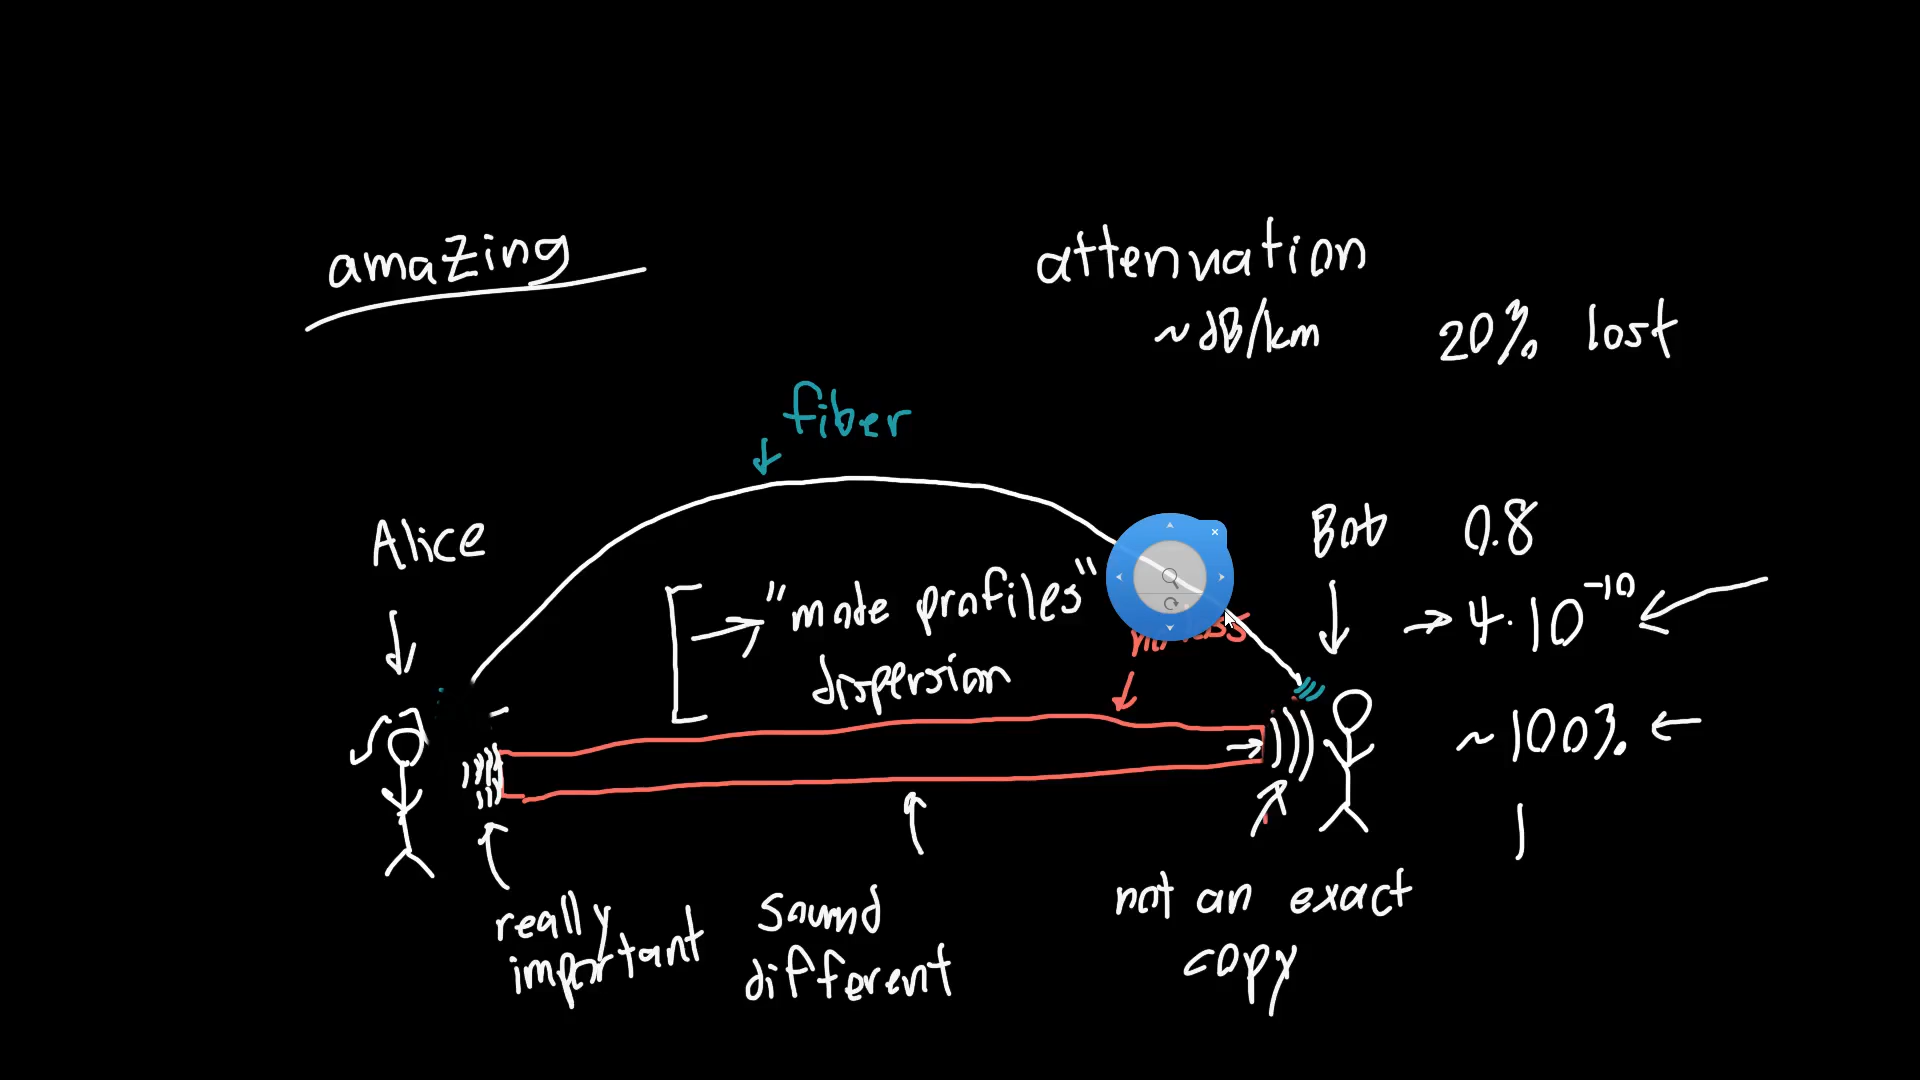 amazing
attenuation
~dB/km
20% lost
fiber
Alice
Bob
0.8
"mode profiles"
dispersion
4·10⁻¹⁰
~100%
1
really
important
sound
different
not an exact
copy